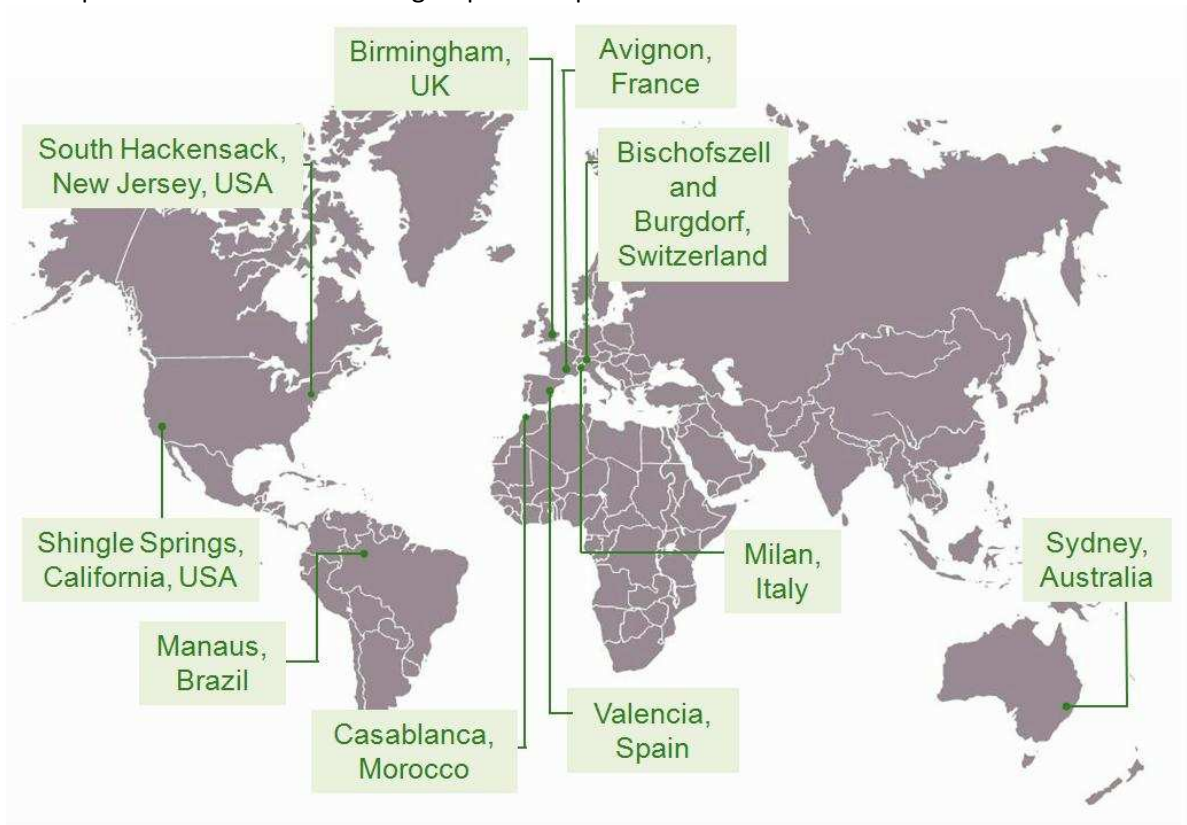 Birmingham,
UK
Avignon,
France
South Hackensack,
New Jersey, USA
Bischofszell
and
Burgdorf,
Switzerland
Shingle Springs,
California, USA
Milan,
Italy
Sydney,
Australia
Manaus,
Brazil
Casablanca,
Morocco
Valencia,
Spain